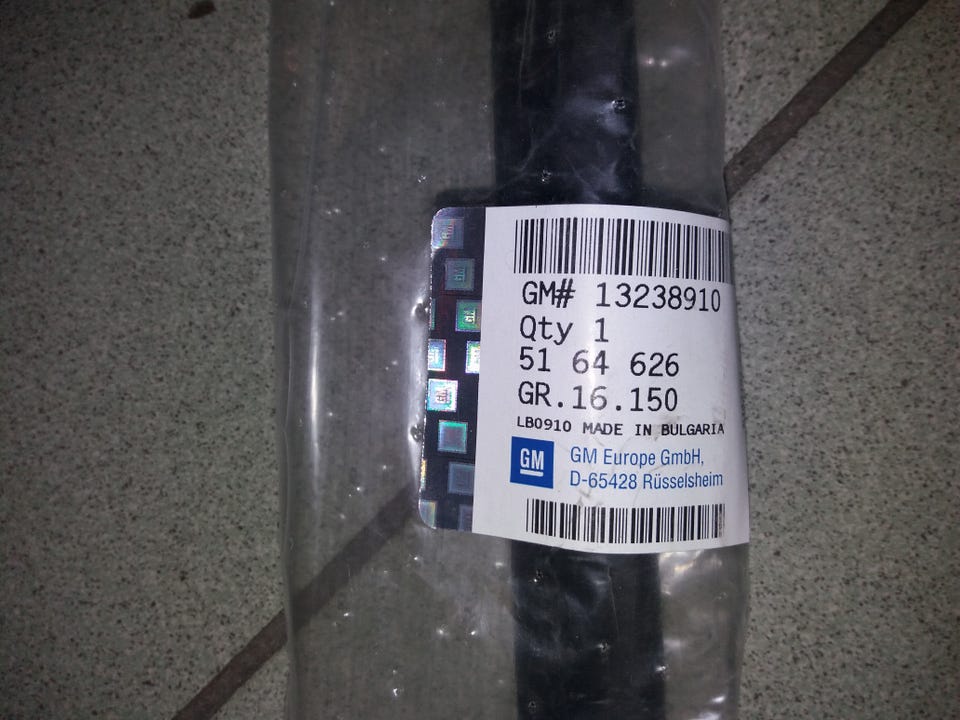 GM# 13238910
Qty 1
51 64 626
GR.16.150
LB0910 MADE IN BULGARIA
GM
GM Europe GmbH,
D-65428 Rüsselsheim